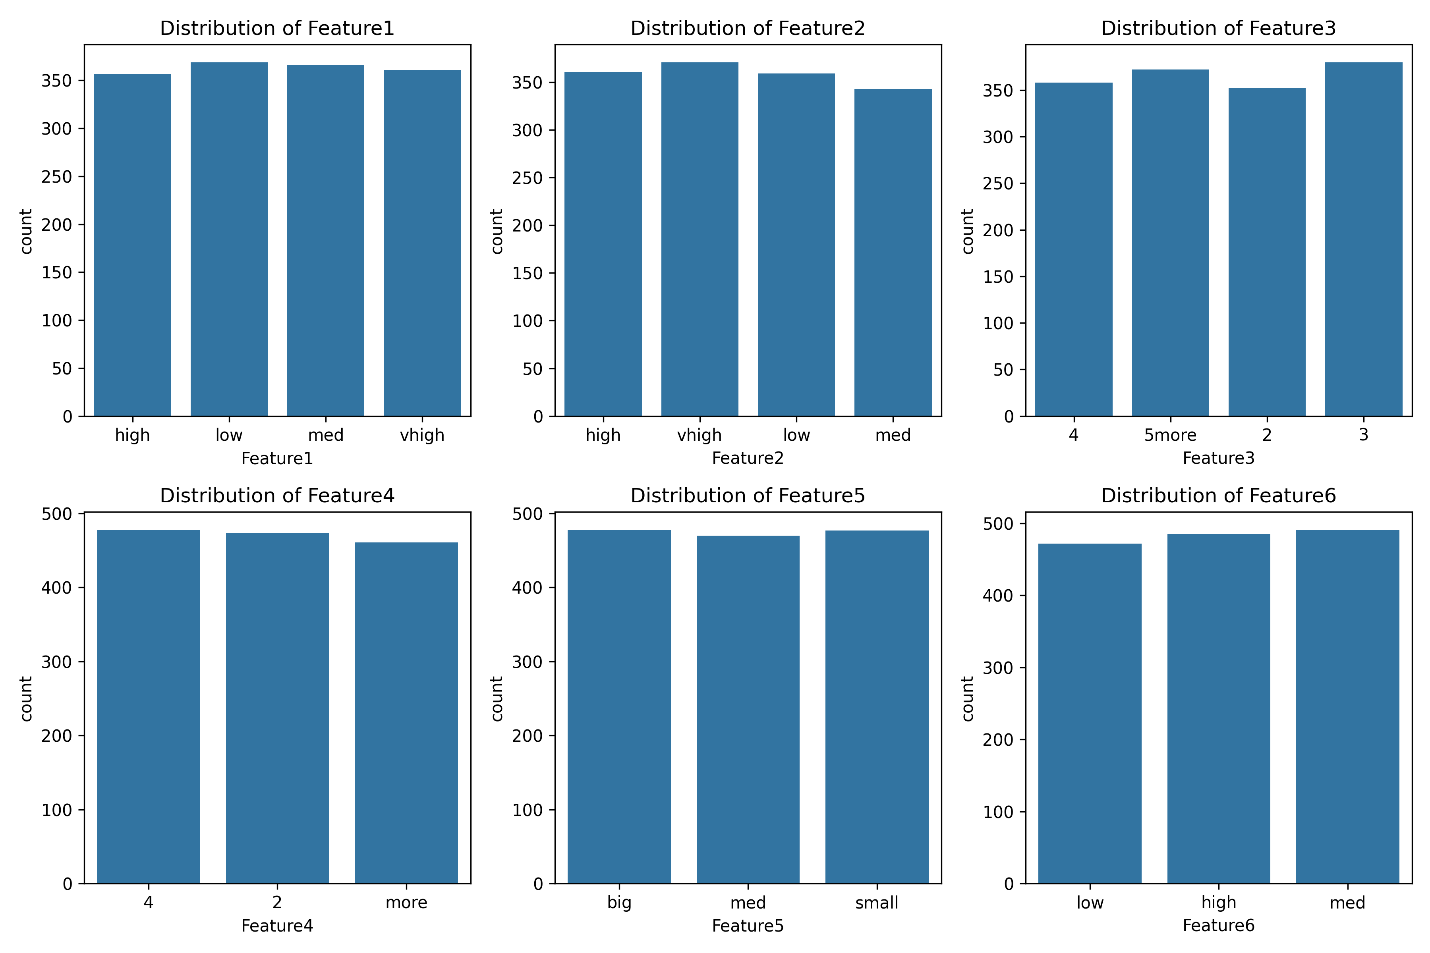 Distribution of Feature1
350
300
250
200
150
100
50
0
count
high low med vhigh
Feature1
Distribution of Feature2
350
300
250
200
150
100
50
0
count
high vhigh low med
Feature2
Distribution of Feature3
350
300
250
200
150
100
50
0
count
4 5more 2 3
Feature3
Distribution of Feature4
500
400
300
200
100
0
count
4 2 more
Feature4
Distribution of Feature5
500
400
300
200
100
0
count
big med small
Feature5
Distribution of Feature6
500
400
300
200
100
0
count
low high med
Feature6